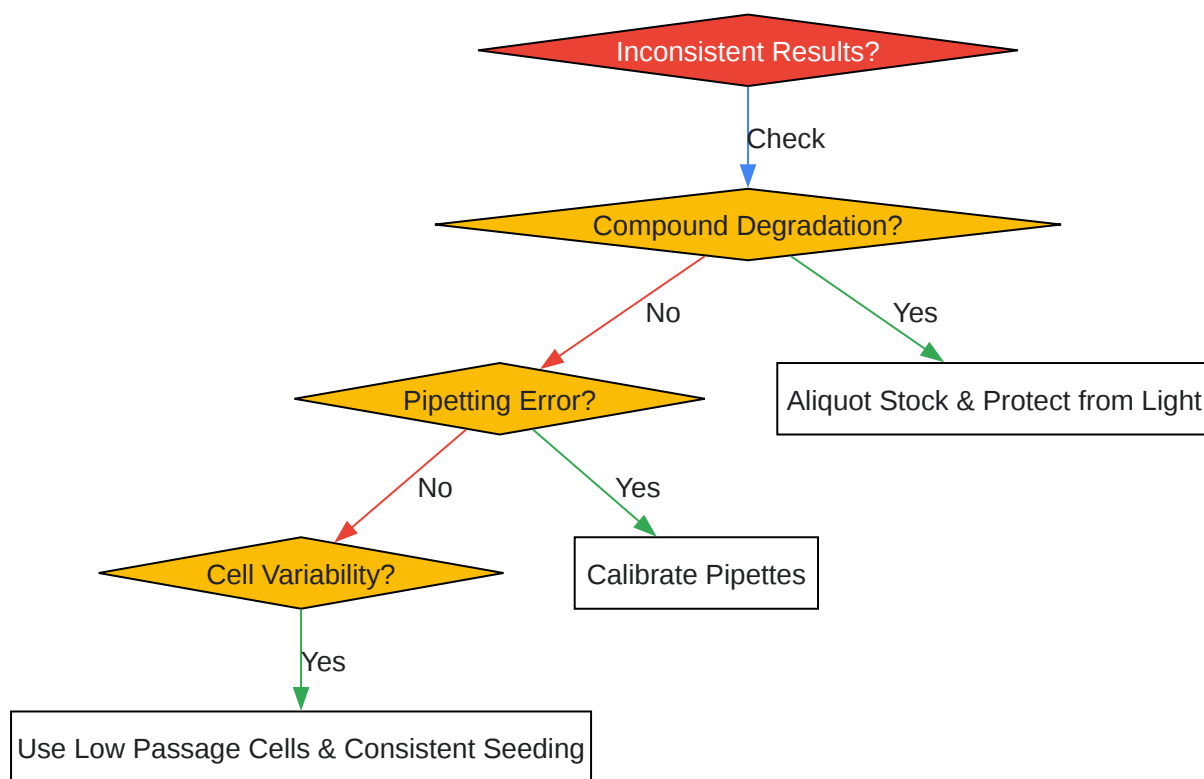 Inconsistent Results?
Check
Compound Degradation?
No
Yes
Pipetting Error?
Aliquot Stock & Protect from Light
No
Yes
Cell Variability?
Calibrate Pipettes
Yes
Use Low Passage Cells & Consistent Seeding